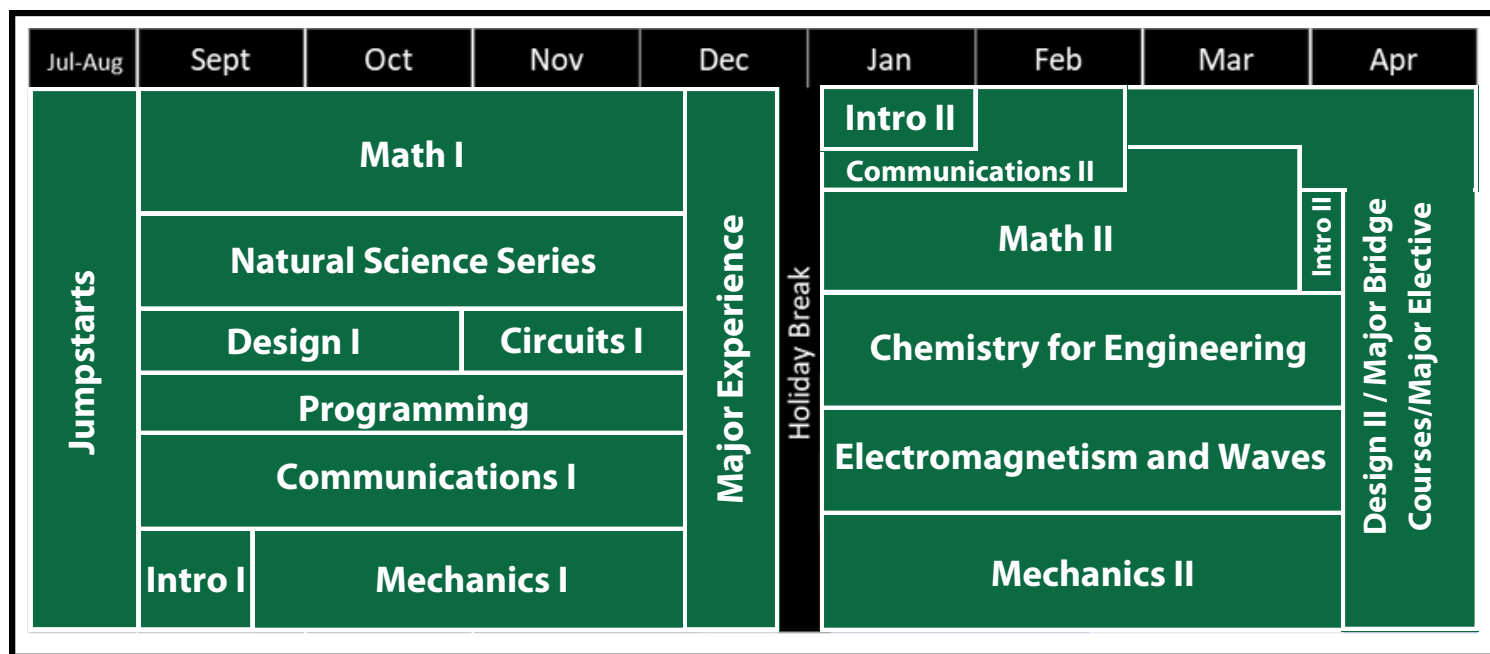 Jul-Aug
Sept
Oct
Nov
Dec
Jan
Feb
Mar
Apr
Jumpstarts
Math I
Natural Science Series
Design I
Circuits I
Programming
Communications I
Intro I
Mechanics I
Major Experience
Holiday Break
Intro II
Communications II
Math II
Intro II
Chemistry for Engineering
Electromagnetism and Waves
Mechanics II
Design II / Major Bridge
Courses/Major Elective